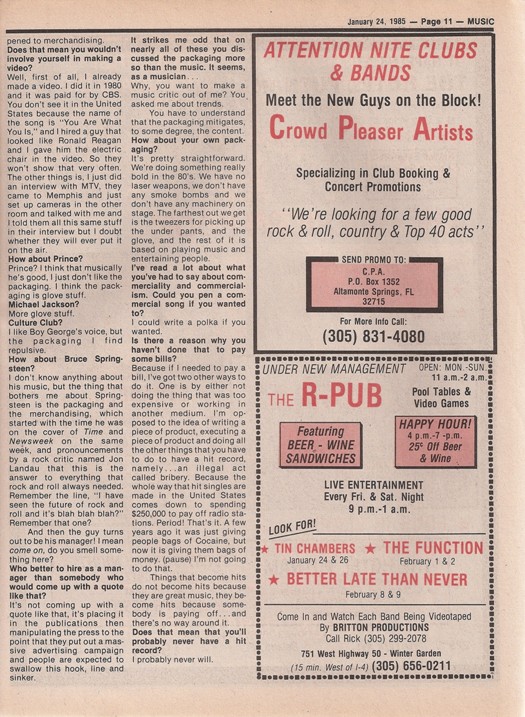 January 24, 1985 — Page 11 — MUSIC
pened to merchandising.
Does that mean you wouldn't
involve yourself in making a
video?
Well, first of all, I already
made a video. I did it in 1980
and it was paid for by CBS.
You don't see it in the United
States because the name of
the song is "You Are What
You Is," and I hired a guy that
looked like Ronald Reagan
and I gave him the electric
chair in the video. So they
won't show that very often.
The other things is, I just did
an interview with MTV, they
came to Memphis and just
set up cameras in the other
room and talked with me and
I told them all this same stuff
in their interview but I doubt
whether they will ever put it
on the air.
How about Prince?
Prince? I think that musically
he's good, I just don't like the
packaging. I think the pack-
aging is glove stuff.
Michael Jackson?
More glove stuff.
Culture Club?
I like Boy George's voice, but
the packaging I find
repulsive.
How about Bruce Spring-
steen?
I don't know anything about
his music, but the thing that
bothers me about Spring-
steen is the packaging and
the merchandising, which
started with the time he was
on the cover of Time and
Newsweek on the same
week, and pronouncements
by a rock critic named Jon
Landau that this is the
answer to everything that
rock and roll always needed.
Remember the line, "I have
seen the future of rock
and roll and it's blah blah blah?"
Remember that one?
And then the guy turns
out to be his manager! I mean
come on, do you smell some-
thing here?
Who better to hire as a man-
ager than somebody who
would come up with a quote
like that?
It's not coming up with a
quote like that, it's placing it
in the publications then
manipulating the press to the
point that they put out a mas-
sive advertising campaign
and people are expected to
swallow this hook, line and
sinker.
It strikes me odd that on
nearly all of these you dis-
cussed the packaging more
so than the music. It seems,
as a musician . . .
Why, you want to make a
music critic out of me? You
asked me about trends.
You have to understand
that the packaging mitigates,
to some degree, the content.
How about your own pack-
aging?
It's pretty straightforward.
We're doing something really
bold in the 80's. We have no
laser weapons, we don't have
any smoke bombs and we
don't have any machinery on
stage. The farthest out we get
is the tweezers for picking up
the under pants, and the
glove, and the rest of it is
based on playing music and
entertaining people.
I've read a lot about what
you've had to say about com-
merciality and commercial-
ism. Could you pen a com-
mercial song if you wanted
to?
I could write a polka if you
wanted.
Is there a reason why you
haven't done that to pay
some bills?
Because if I needed to pay a
bill, I've got two other ways to
do it. One is by either not
doing the thing that was too
expensive or working in
another medium. I'm op-
posed to the idea of writing a
piece of product, executing a
piece of product and doing all
the other things that you have
to do to have a hit record,
namely...an illegal act
called bribery. Because the
whole way that hit singles are
made in the United States
comes down to spending
$250,000 to pay off radio sta-
tions. Period! That's it. A few
years ago it was just giving
people bags of Cocaine, but
now it is giving them bags of
money. (pause) I'm not going
to do that.
Things that become hits
do not become hits because
they are great music, they be-
come hits because some-
body is paying off...and
there's no way around it.
Does that mean that you'll
probably never have a hit
record?
I probably never will.
ATTENTION NITE CLUBS
& BANDS
Meet the New Guys on the Block!
Crowd Pleaser Artists
Specializing in Club Booking &
Concert Promotions
"We're looking for a few good
rock & roll, country & Top 40 acts"
SEND PROMO TO:
C.P.A.
P.O. Box 1352
Altamonte Springs, FL
32715
For More Info Call:
(305) 831-4080
UNDER NEW MANAGEMENT
OPEN: MON.-SUN.
11 a.m.-2 a.m.
THE R-PUB
Pool Tables &
Video Games
Featuring
BEER - WINE
SANDWICHES
HAPPY HOUR!
4 p.m.-7 -p.m.
25¢ Off Beer
& Wine
LIVE ENTERTAINMENT
Every Fri. & Sat. Night
9 p.m.-1 a.m.
LOOK FOR!
★ TIN CHAMBERS ★ THE FUNCTION
January 24 & 26 February 1 & 2
★ BETTER LATE THAN NEVER
February 8 & 9
Come In and Watch Each Band Being Videotaped
By BRITTON PRODUCTIONS
Call Rick (305) 299-2078
751 West Highway 50 - Winter Garden
(15 min. West of I-4) (305) 656-0211